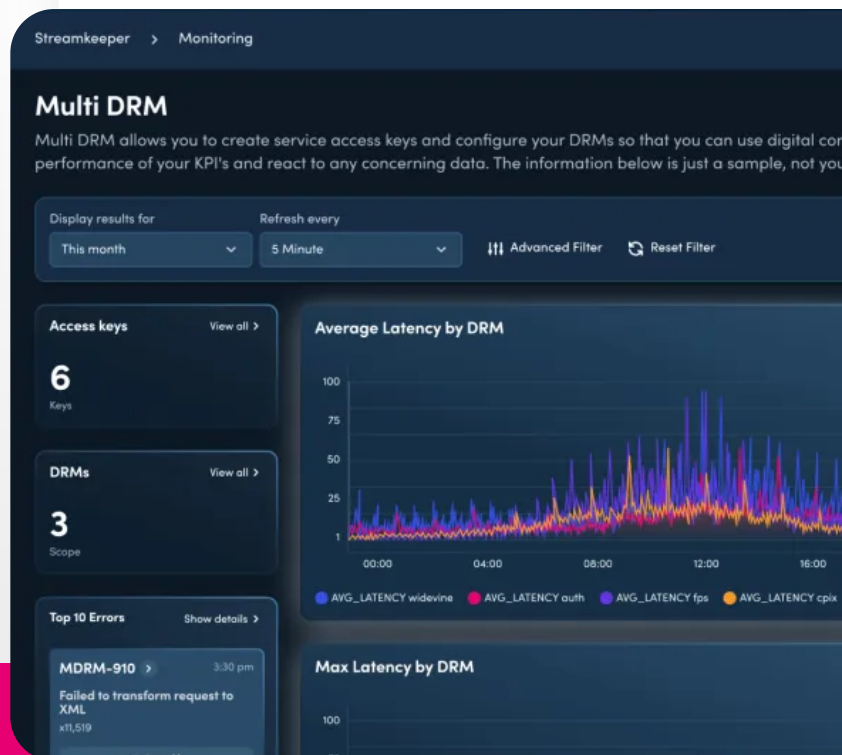 Streamkeeper > Monitoring
Multi DRM
Multi DRM allows you to create service access keys and configure your DRMs so that you can use digital
performance of your KPI's and react to any concerning data. The information below is just a sample, not
Display results for
Refresh every
This month
5 Minute
Advanced Filter
Reset Filter
Access keys
View all >
6
Keys
DRMs
View all >
3
Scope
Top 10 Errors
Show details >
MDRM-910 >
3:30 pm
Failed to transform request to
XML
x11,519
Average Latency by DRM
100
75
50
25
1
00:00
04:00
08:00
12:00
16:00
AVG_LATENCY widevine
AVG_LATENCY auth
AVG_LATENCY fps
AVG_LATENCY cpix
Max Latency by DRM
100